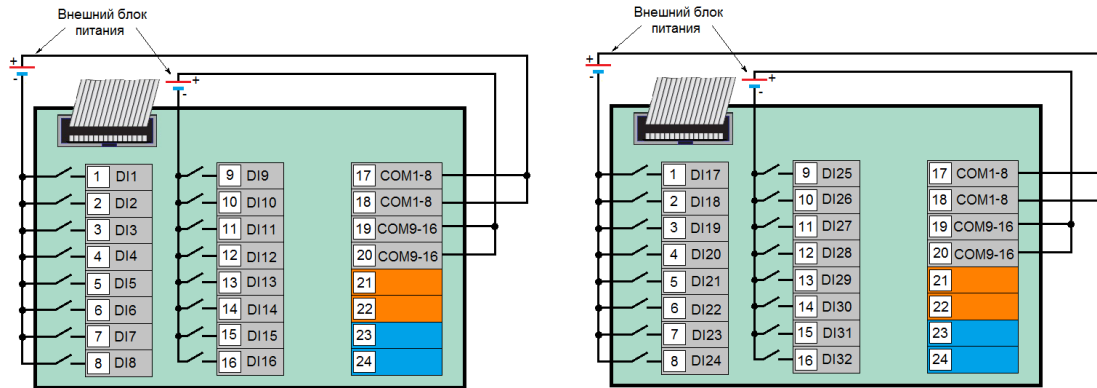 Внешний блок
питания
+
-
+
-
1 DI1
2 DI2
3 DI3
4 DI4
5 DI5
6 DI6
7 DI7
8 DI8
9 DI9
10 DI10
11 DI11
12 DI12
13 DI13
14 DI14
15 DI15
16 DI16
17 COM1-8
18 COM1-8
19 COM9-16
20 COM9-16
21
22
23
24
Внешний блок
питания
+
-
+
-
1 DI17
2 DI18
3 DI19
4 DI20
5 DI21
6 DI22
7 DI23
8 DI24
9 DI25
10 DI26
11 DI27
12 DI28
13 DI29
14 DI30
15 DI31
16 DI32
17 COM1-8
18 COM1-8
19 COM9-16
20 COM9-16
21
22
23
24